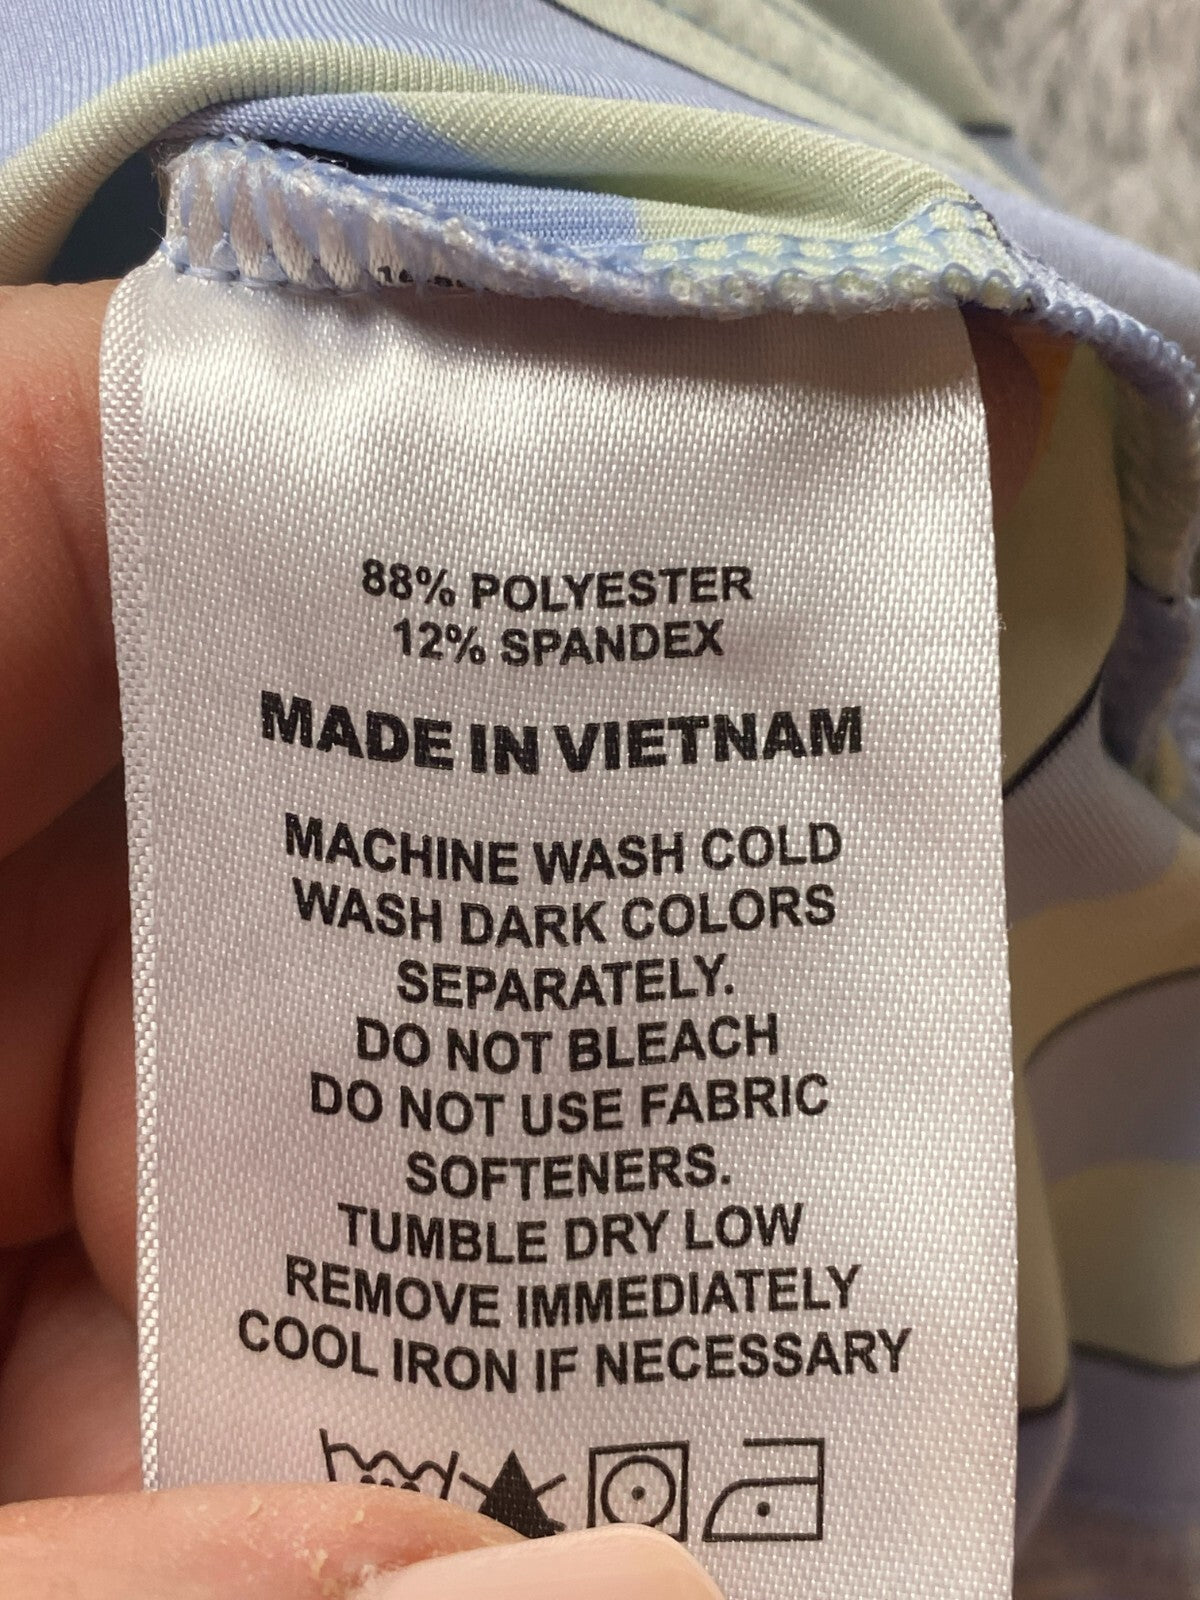 88% POLYESTER
12% SPANDEX
MADE IN VIETNAM
MACHINE WASH COLD
WASH DARK COLORS
SEPARATELY.
DO NOT BLEACH
DO NOT USE FABRIC
SOFTENERS.
TUMBLE DRY LOW
REMOVE IMMEDIATELY
COOL IRON IF NECESSARY